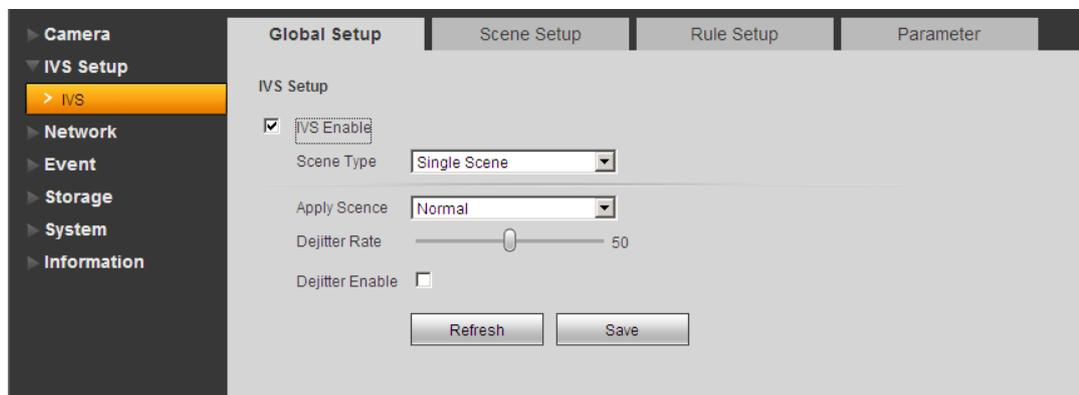 Camera
IVS Setup
> IVS
Network
Event
Storage
System
Information
Global Setup
Scene Setup
Rule Setup
Parameter
IVS Setup
IVS Enable
Scene Type Single Scene
Apply Scence Normal
Dejitter Rate 50
Dejitter Enable
Refresh Save